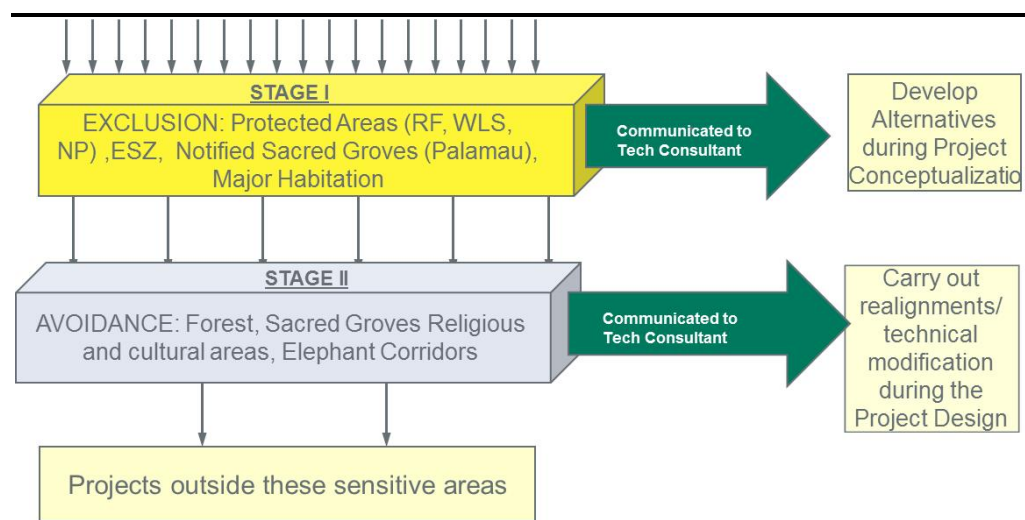 STAGE I
EXCLUSION: Protected Areas (RF, WLS,
NP) ,ESZ, Notified Sacred Groves (Palamau),
Major Habitation
Communicated to
Tech Consultant
Develop
Alternatives
during Project
Conceptualizatio
STAGE II
AVOIDANCE: Forest, Sacred Groves Religious
and cultural areas, Elephant Corridors
Communicated to
Tech Consultant
Carry out
realignments/
technical
modification
during the
Project Design
Projects outside these sensitive areas